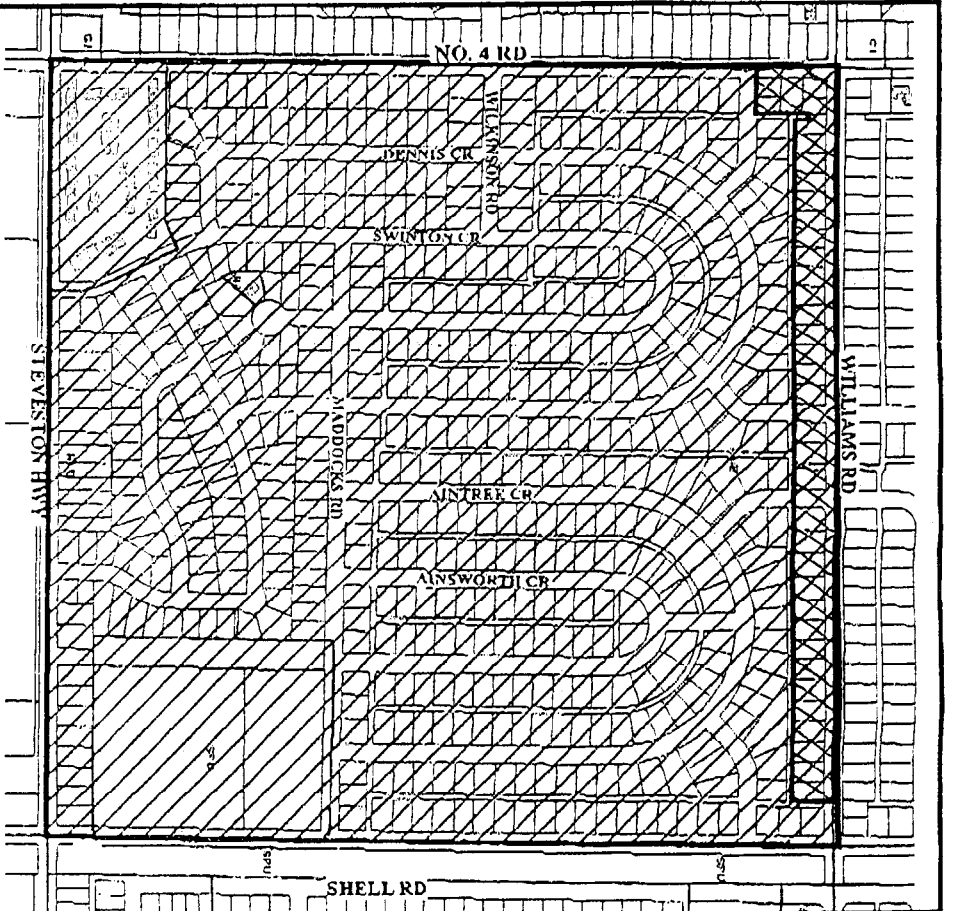 NO. 4 RD
WILKINSON RD
DENNIS CR
SWINTON CR
STEVESTON HWY
MADDOCKS RD
WILLIAMS RD
AINTREE CR
AINSWORTH CR
SHELL RD